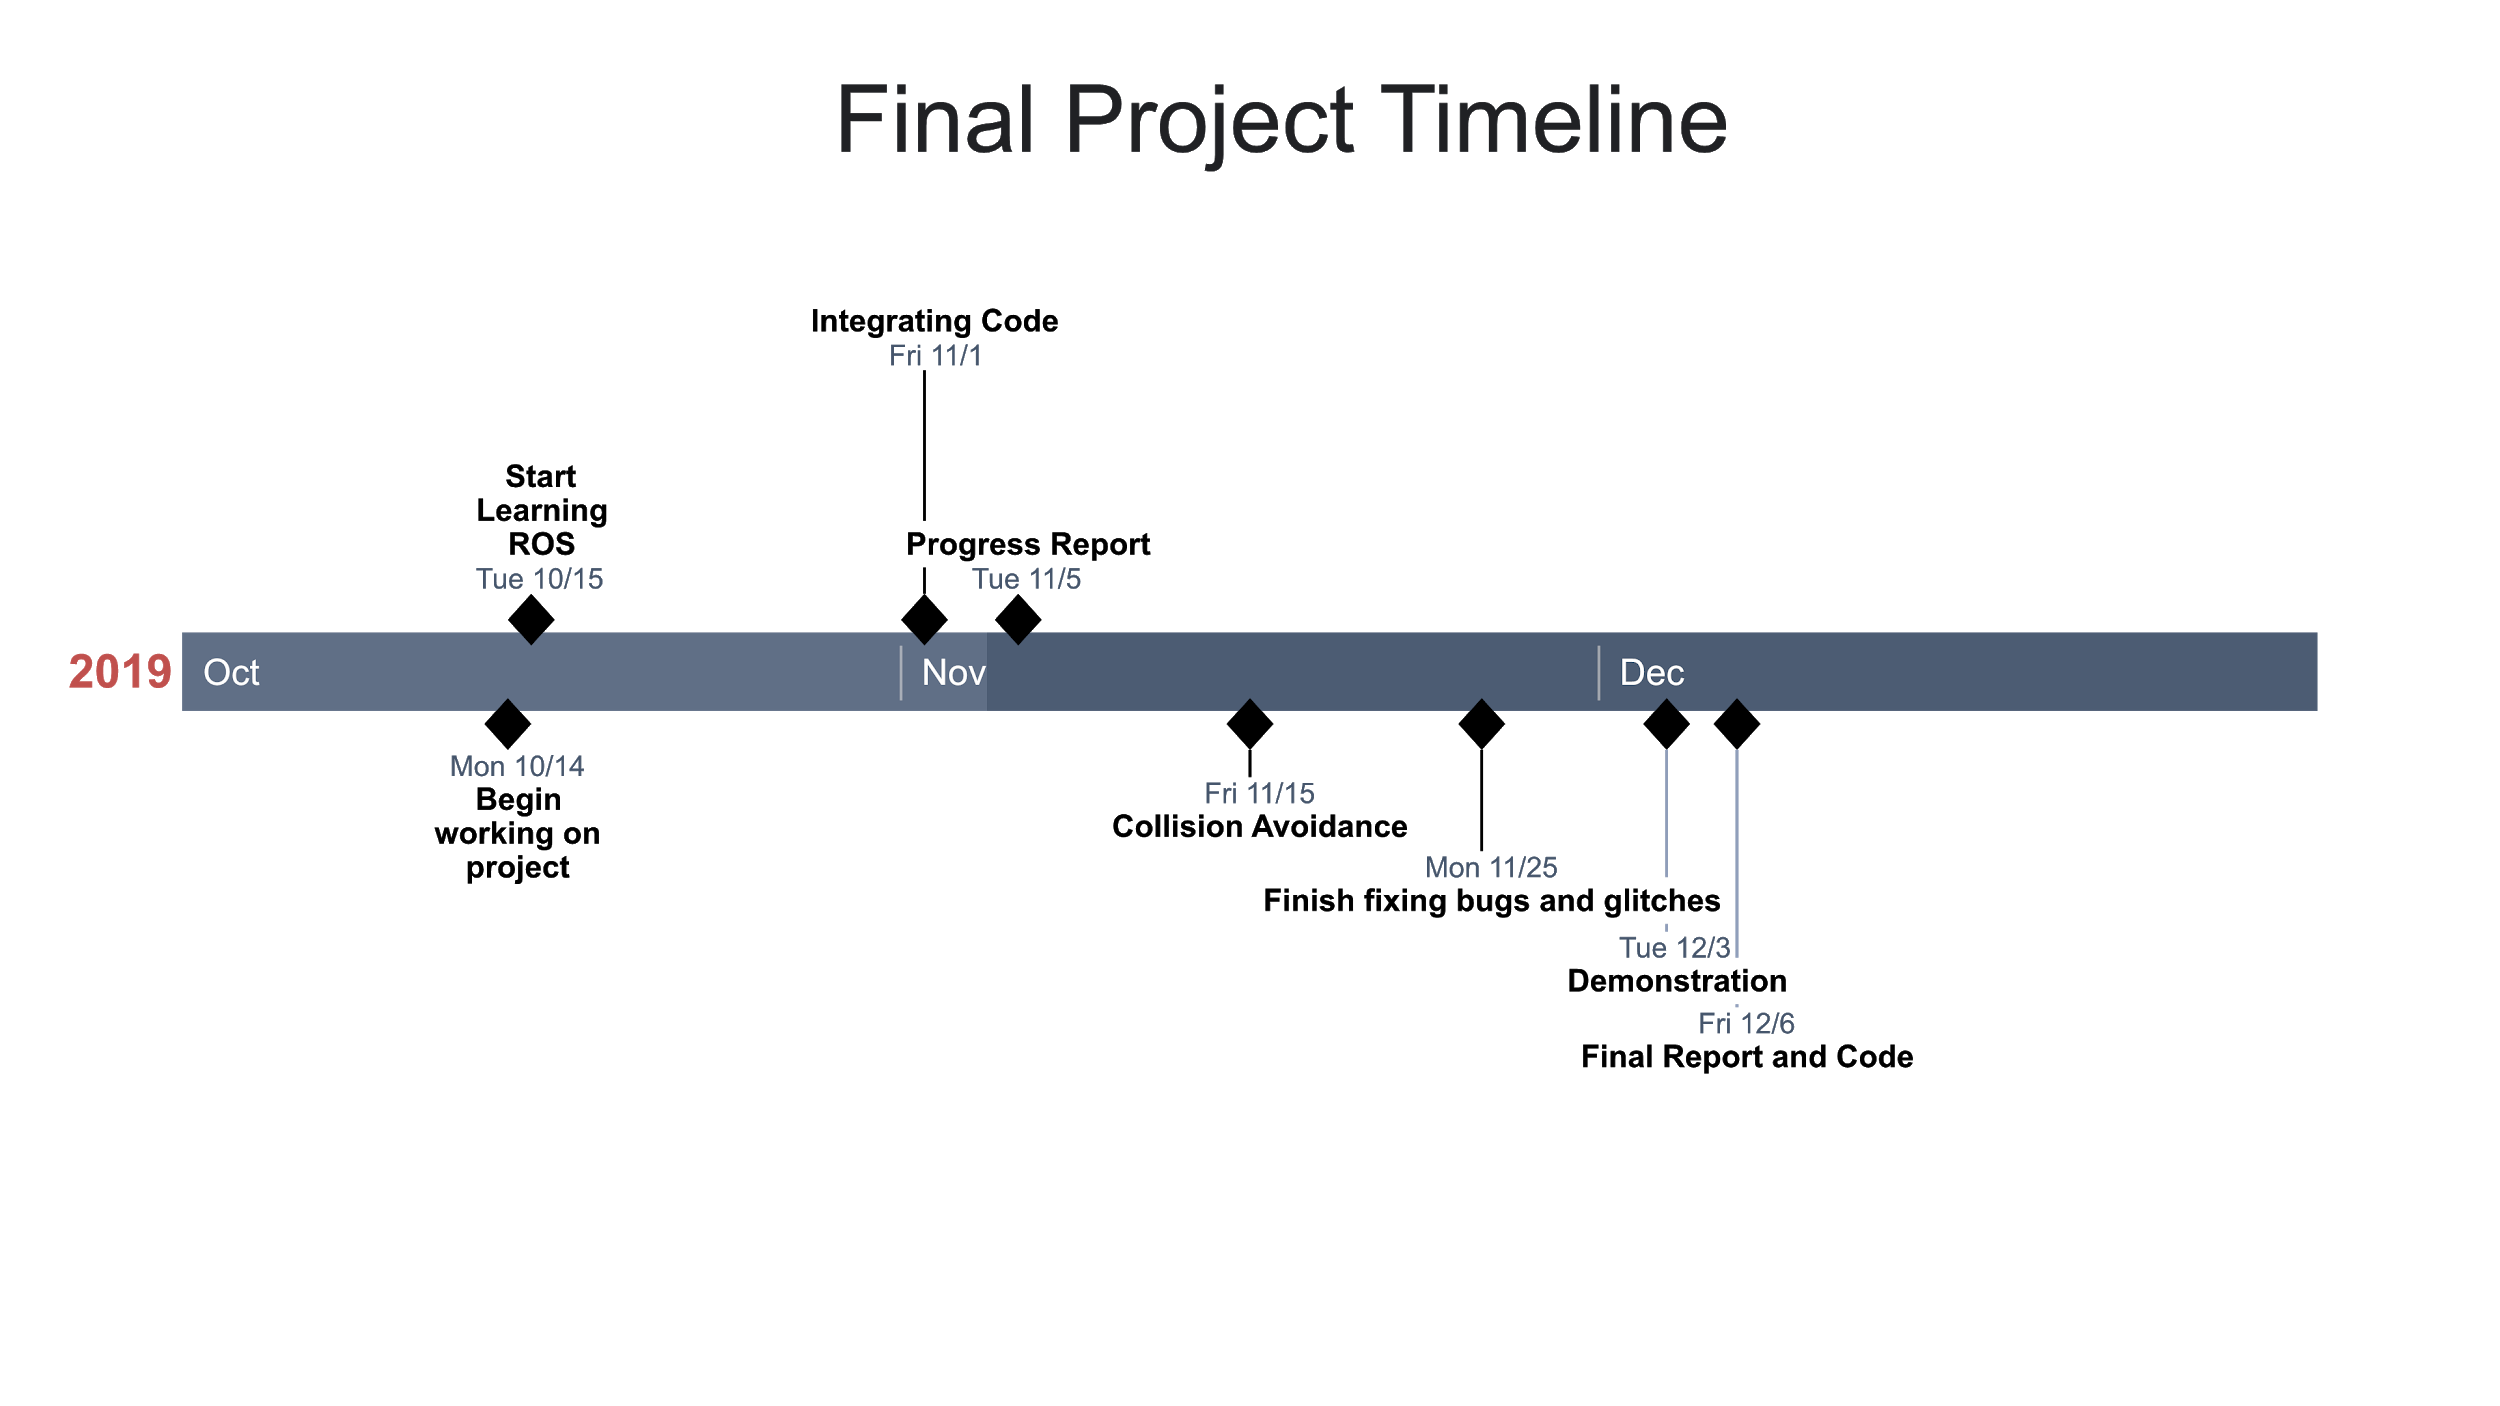 Final Project Timeline
Integrating Code
Fri 11/1
Start
Learning
ROS
Tue 10/15
Progress Report
Tue 11/5
2019
Oct
Nov
Dec
Mon 10/14
Begin
working on
project
Fri 11/15
Collision Avoidance
Mon 11/25
Finish fixing bugs and glitches
Tue 12/3
Demonstration
Fri 12/6
Final Report and Code